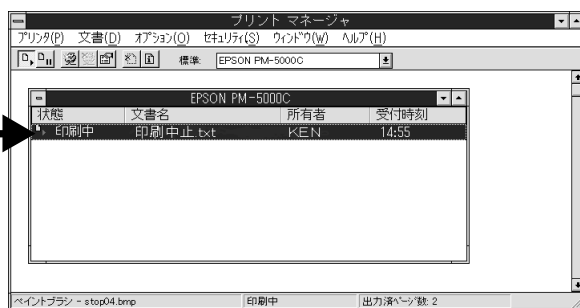 プリント マネージャ
プリンタ(P) 文書(D) オプション(O) セキュリティ(S) ウィンドウ(W) ヘルプ(H)
標準: EPSON PM-5000C
EPSON PM-5000C
状態 文書名 所有者 受付時刻
印刷中 印刷中止.txt KEN 14:55
ペイントブラシ - stop04.bmp 印刷中 出力済ページ数: 2